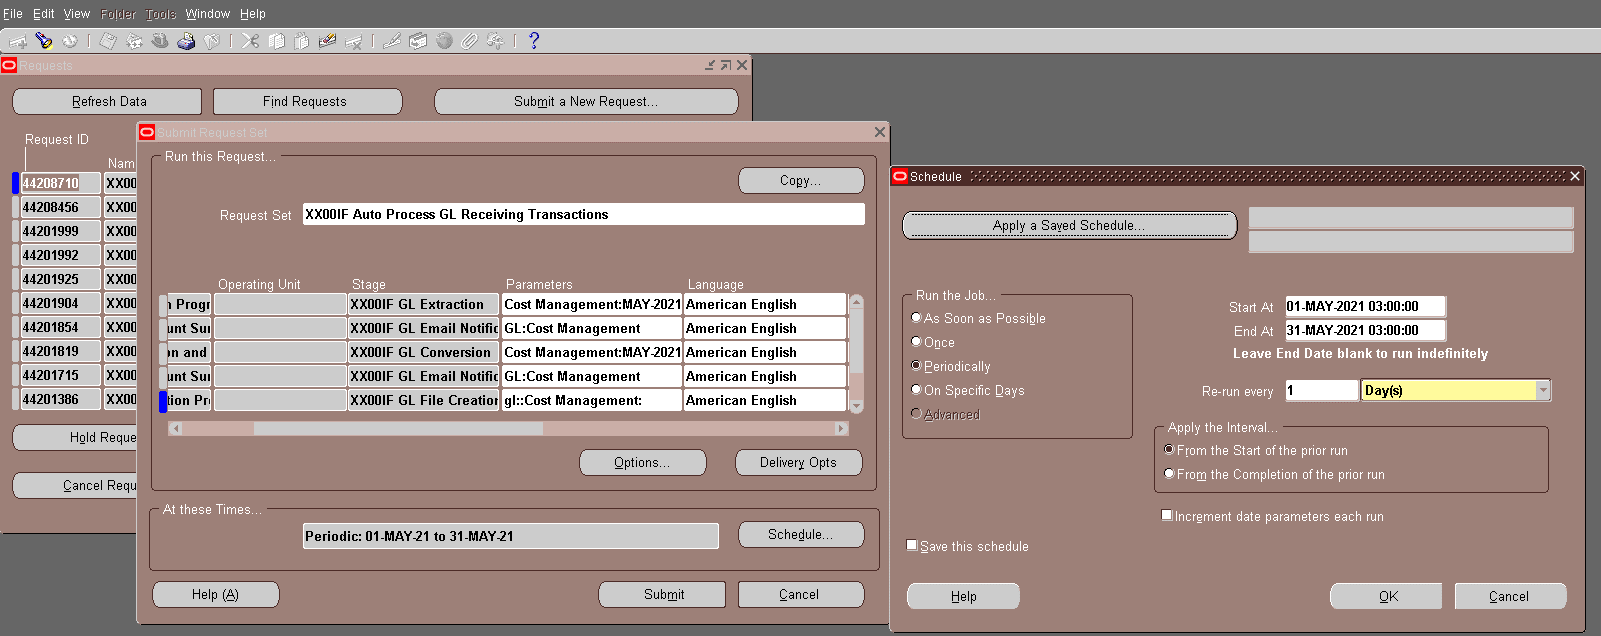 File Edit View Folder Tools Window Help
Requests
Refresh Data Find Requests Submit a New Request...
Request ID
Nam
44208710 XX00
44208456 XX00
44201999 XX00
44201992 XX00
44201925 XX00
44201904 XX00
44201854 XX00
44201819 XX00
44201715 XX00
44201386 XX00
Hold Reque
Cancel Requ
Submit Request Set
Run this Request...
Copy...
Request Set XX00IF Auto Process GL Receiving Transactions
Operating Unit Stage Parameters Language
n Progr XX00IF GL Extraction Cost Management:MAY-2021 American English
unt Sur XX00IF GL Email Notific GL:Cost Management American English
on and XX00IF GL Conversion Cost Management:MAY-2021 American English
unt Sur XX00IF GL Email Notific GL:Cost Management American English
tion Pr XX00IF GL File Creation gl::Cost Management: American English
Options... Delivery Opts
At these Times...
Periodic: 01-MAY-21 to 31-MAY-21 Schedule...
Help (A) Submit Cancel
Schedule
Apply a Saved Schedule...
Run the Job...
As Soon as Possible
Once
Periodically
On Specific Days
Advanced
Start At 01-MAY-2021 03:00:00
End At 31-MAY-2021 03:00:00
Leave End Date blank to run indefinitely
Re-run every 1 Day(s)
Apply the Interval...
From the Start of the prior run
From the Completion of the prior run
Increment date parameters each run
Save this schedule
Help OK Cancel